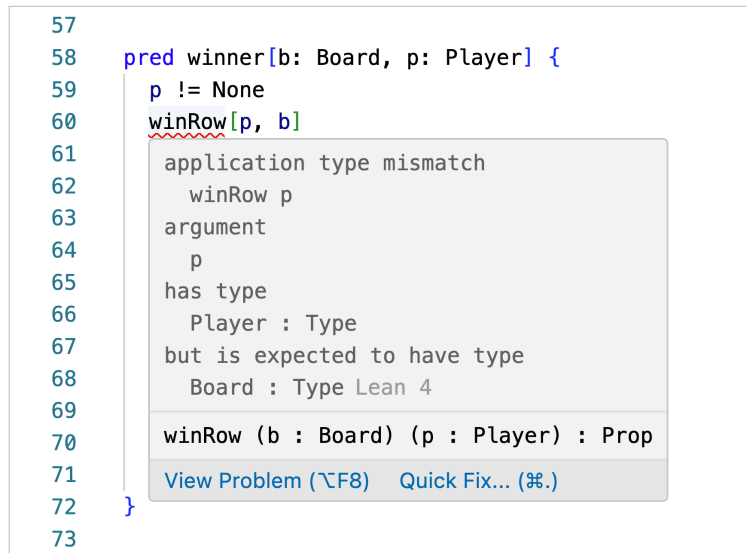 57
58 pred winner[b: Board, p: Player] {
59 p != None
60 winRow[p, b]
61 application type mismatch
62 winRow p
63 argument
64 p
65 has type
66 Player : Type
67 but is expected to have type
68 Board : Type Lean 4
69
70 winRow (b : Board) (p : Player) : Prop
71 View Problem (⌥F8) Quick Fix... (⌘.)
72 }
73